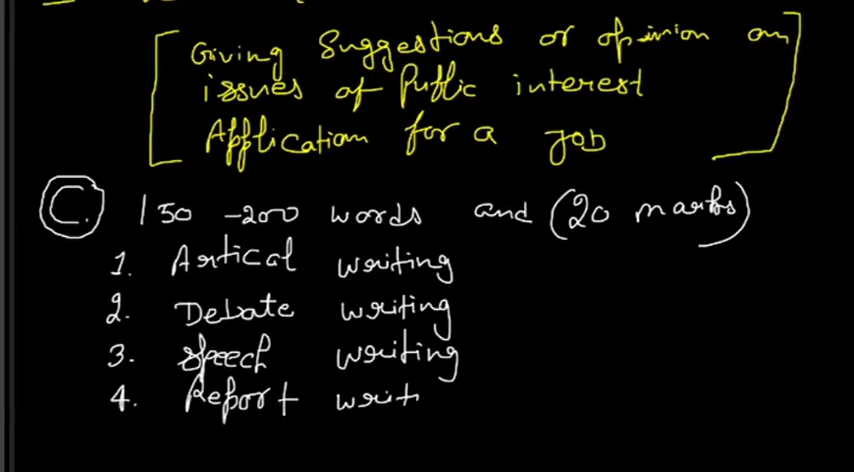 Giving Suggestions or opinion on
issues of Public interest
Application for a Job
C. 150 -200 words and (20 marks)
1. Artical writing
2. Debate writing
3. Speech writing
4. Report writ